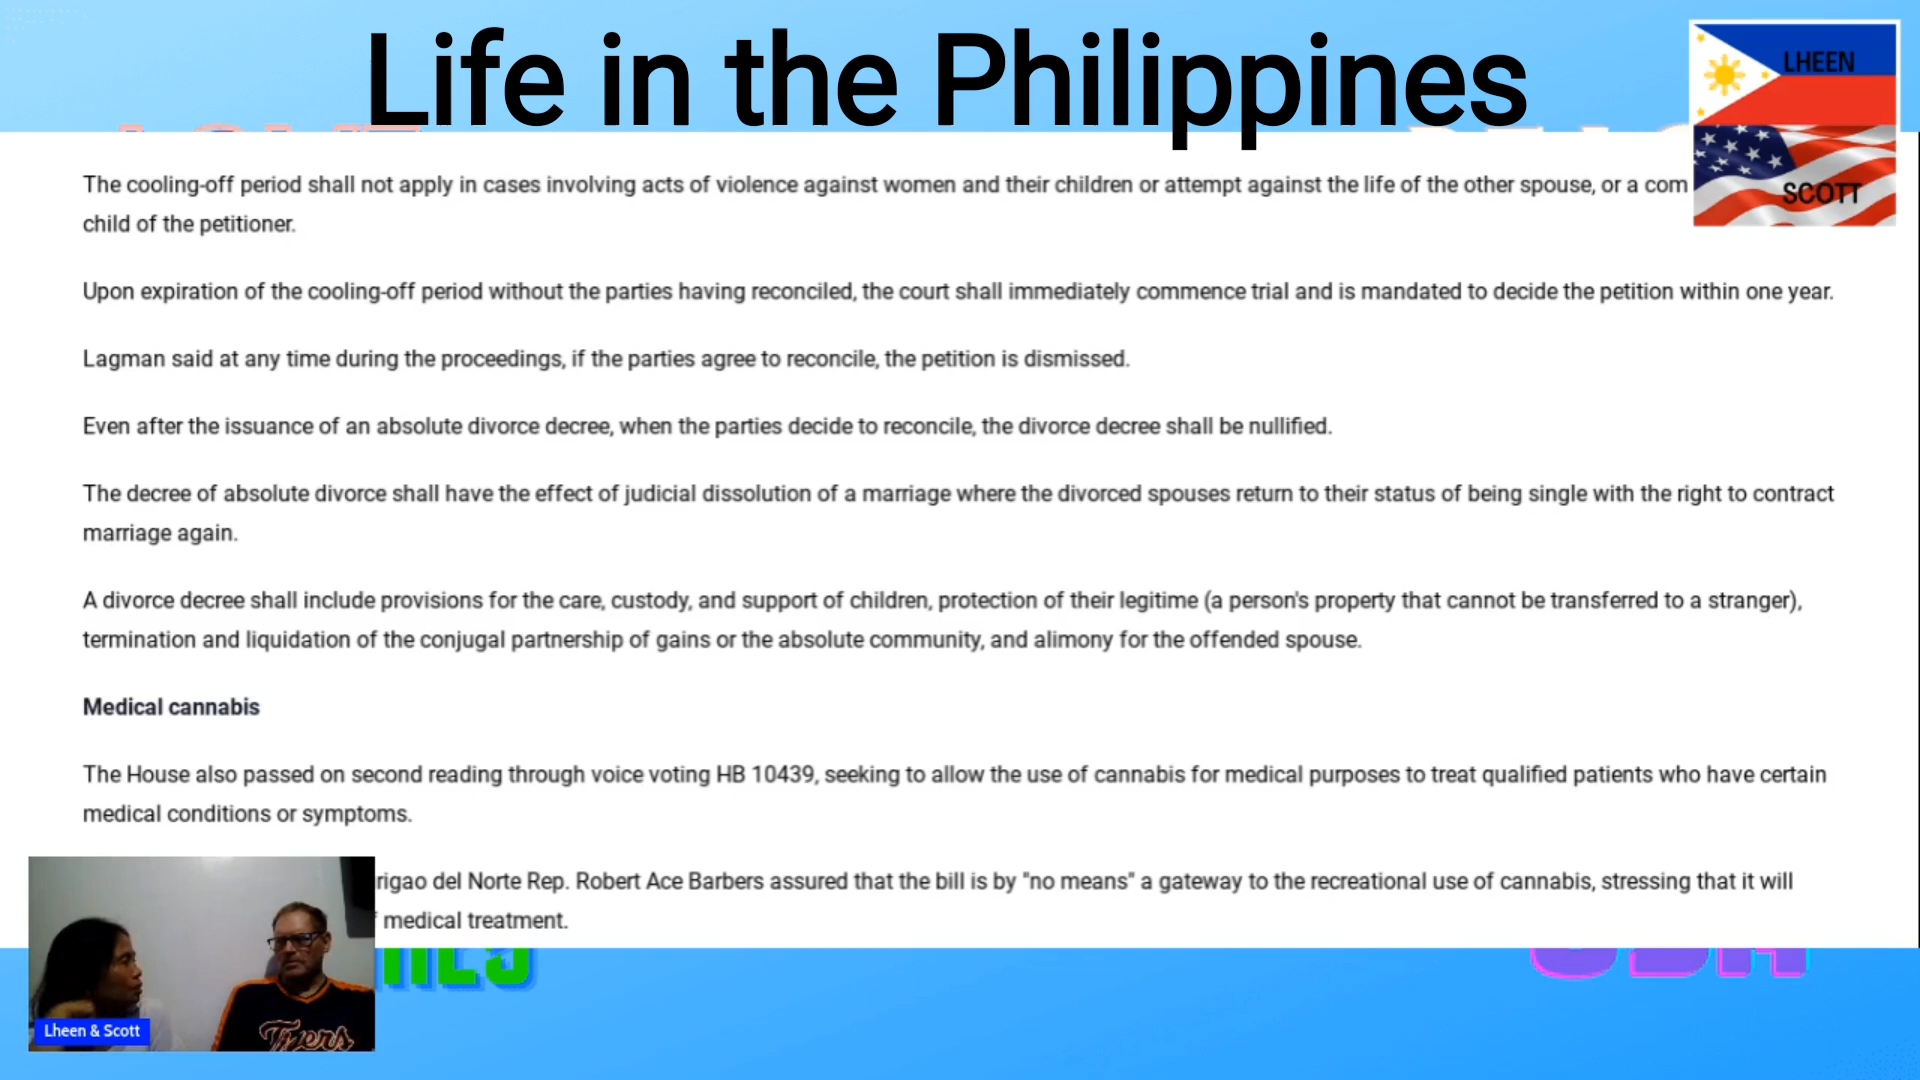 Life in the Philippines
LHEEN
SCOTT
The cooling-off period shall not apply in cases involving acts of violence against women and their children or attempt against the life of the other spouse, or a com
child of the petitioner.
Upon expiration of the cooling-off period without the parties having reconciled, the court shall immediately commence trial and is mandated to decide the petition within one year.
Lagman said at any time during the proceedings, if the parties agree to reconcile, the petition is dismissed.
Even after the issuance of an absolute divorce decree, when the parties decide to reconcile, the divorce decree shall be nullified.
The decree of absolute divorce shall have the effect of judicial dissolution of a marriage where the divorced spouses return to their status of being single with the right to contract
marriage again.
A divorce decree shall include provisions for the care, custody, and support of children, protection of their legitime (a person's property that cannot be transferred to a stranger),
termination and liquidation of the conjugal partnership of gains or the absolute community, and alimony for the offended spouse.
Medical cannabis
The House also passed on second reading through voice voting HB 10439, seeking to allow the use of cannabis for medical purposes to treat qualified patients who have certain
medical conditions or symptoms.
rigao del Norte Rep. Robert Ace Barbers assured that the bill is by "no means" a gateway to the recreational use of cannabis, stressing that it will
medical treatment.
Tigers
Lheen & Scott